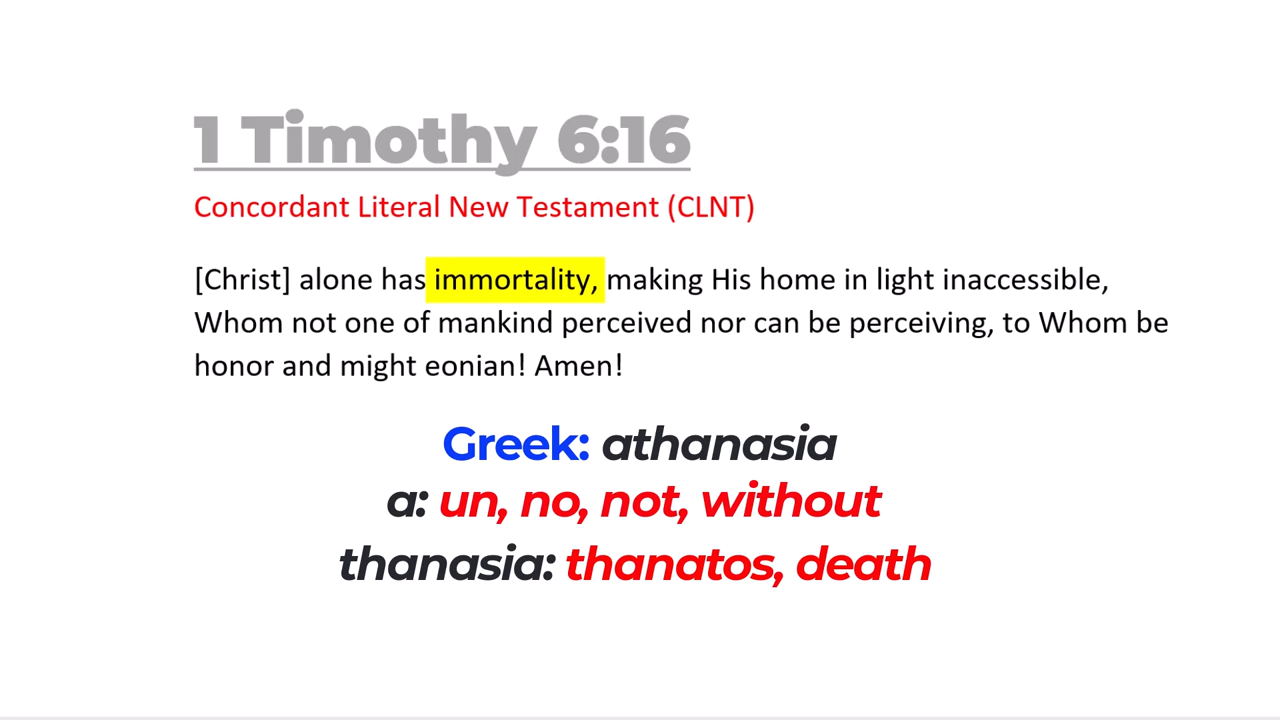 1 Timothy 6:16
Concordant Literal New Testament (CLNT)
[Christ] alone has immortality, making His home in light inaccessible,
Whom not one of mankind perceived nor can be perceiving, to Whom be
honor and might eonian! Amen!
Greek: athanasia
a: un, no, not, without
thanasia: thanatos, death